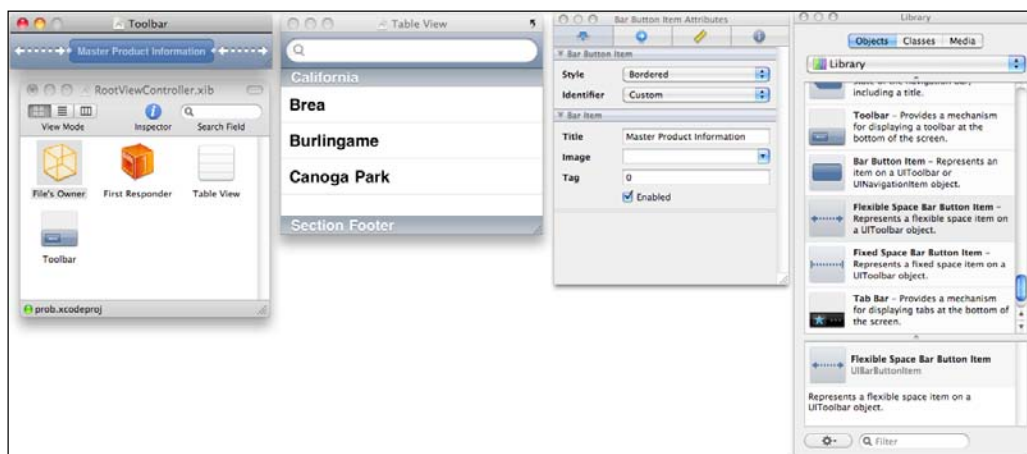 Toolbar
Master Product Information
RootViewController.xib
View Mode
Inspector
Search Field
File's Owner
First Responder
Table View
Toolbar
prob.xcodeproj
Table View
California
Brea
Burlingame
Canoga Park
Section Footer
Bar Button Item Attributes
Bar Button Item
Style
Bordered
Identifier
Custom
Bar Item
Title
Master Product Information
Image
Tag
0
Enabled
Library
Objects Classes Media
Library
including a title.
Toolbar – Provides a mechanism
for displaying a toolbar at the
bottom of the screen.
Bar Button Item – Represents an
item on a UIToolbar or
UINavigationItem object.
Flexible Space Bar Button Item –
Represents a flexible space item on
a UIToolbar object.
Fixed Space Bar Button Item –
Represents a fixed space item on a
UIToolbar object.
Tab Bar – Provides a mechanism
for displaying tabs at the bottom of
the screen.
Flexible Space Bar Button Item
UIBarButtonItem
Represents a flexible space item on a
UIToolbar object.
Filter